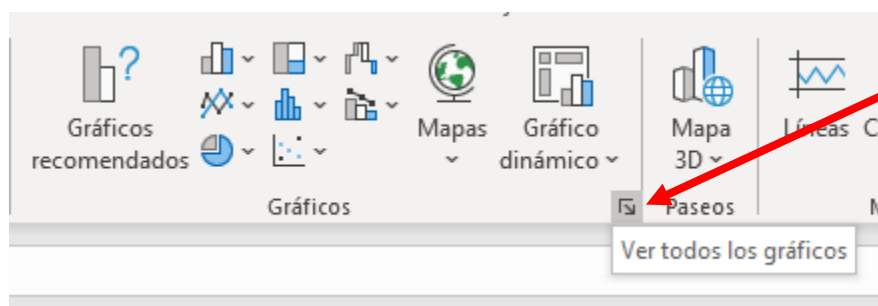 Gráficos
recomendados
Mapas
Gráfico
dinámico
Mapa
3D
Líneas
Gráficos
Paseos
Ver todos los gráficos